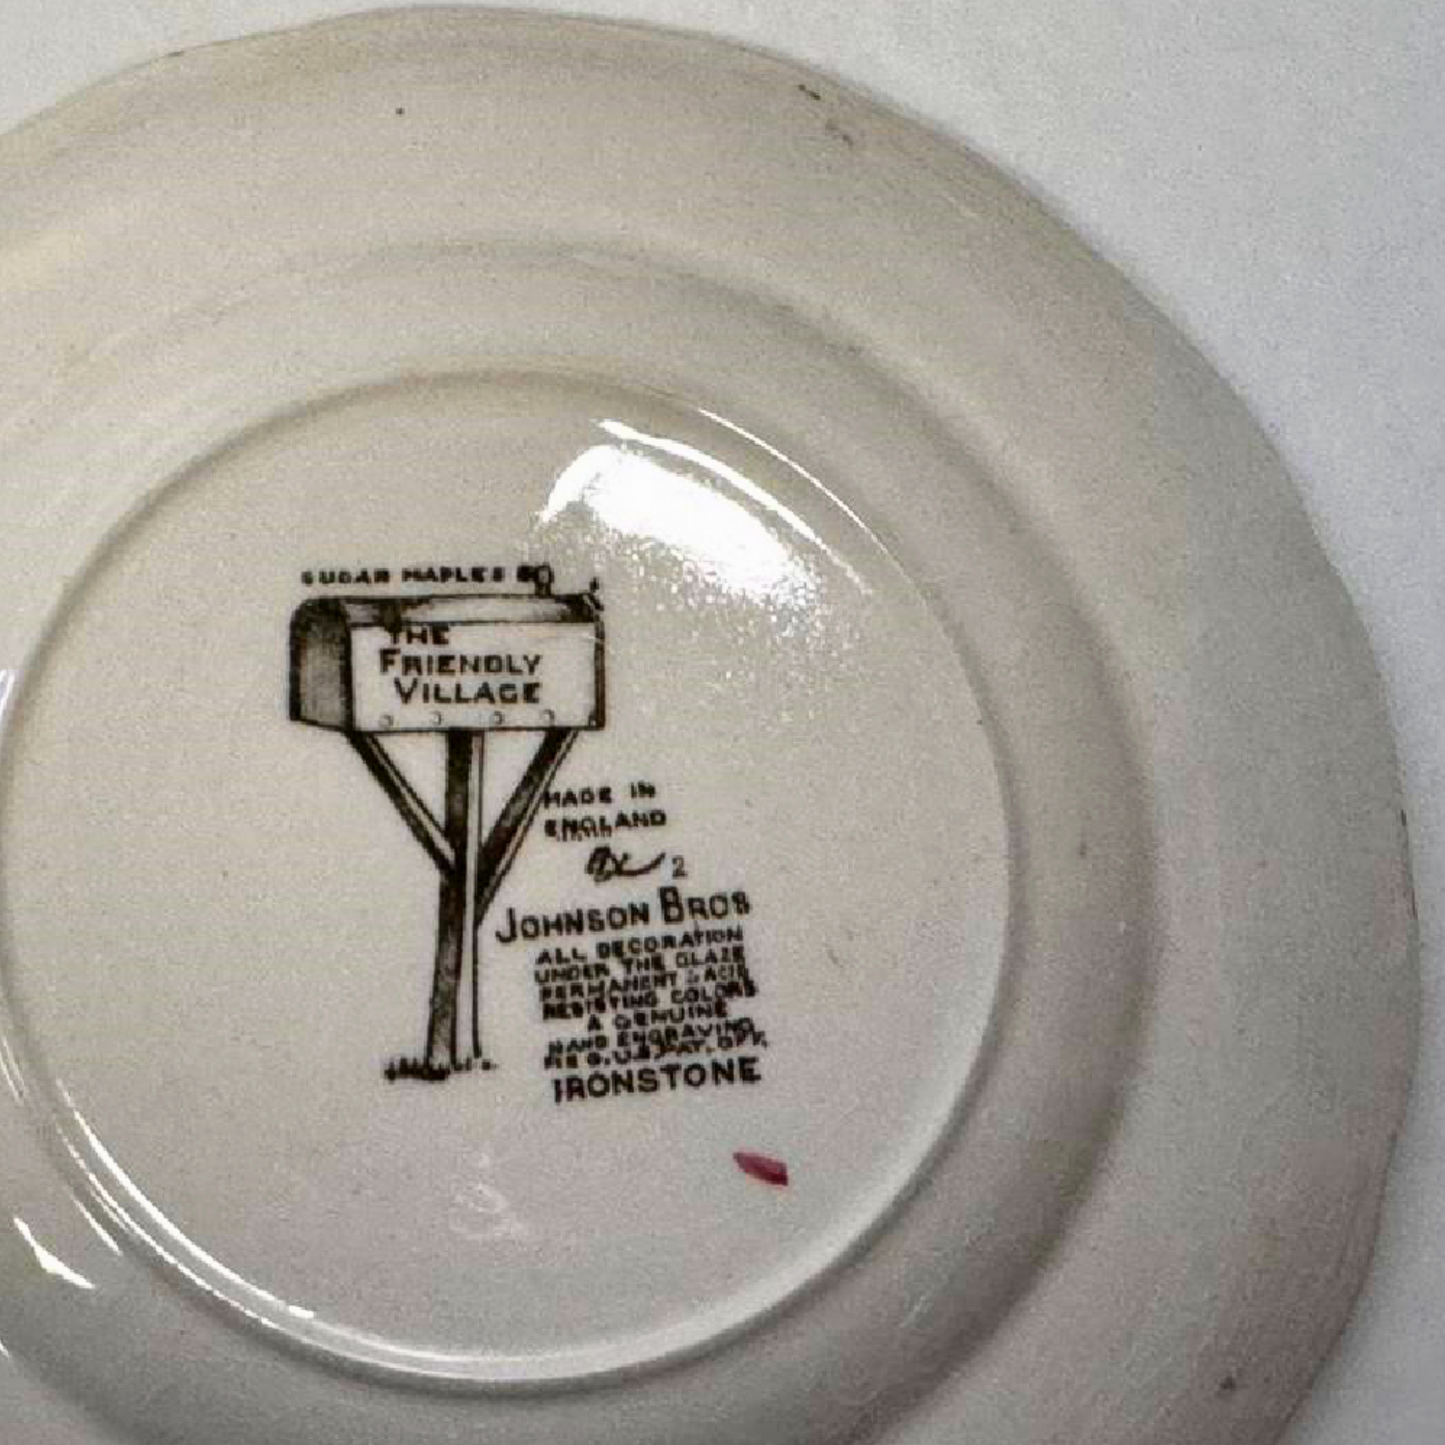 SUGAR MAPLES
THE
FRIENDLY
VILLAGE
MADE IN
ENGLAND
2
JOHNSON BROS
ALL DECORATION
UNDER THE GLAZE
PERMANENT & ACID
RESISTING COLORS
A GENUINE
HAND ENGRAVING
REG. U.S. PAT. OFF.
IRONSTONE